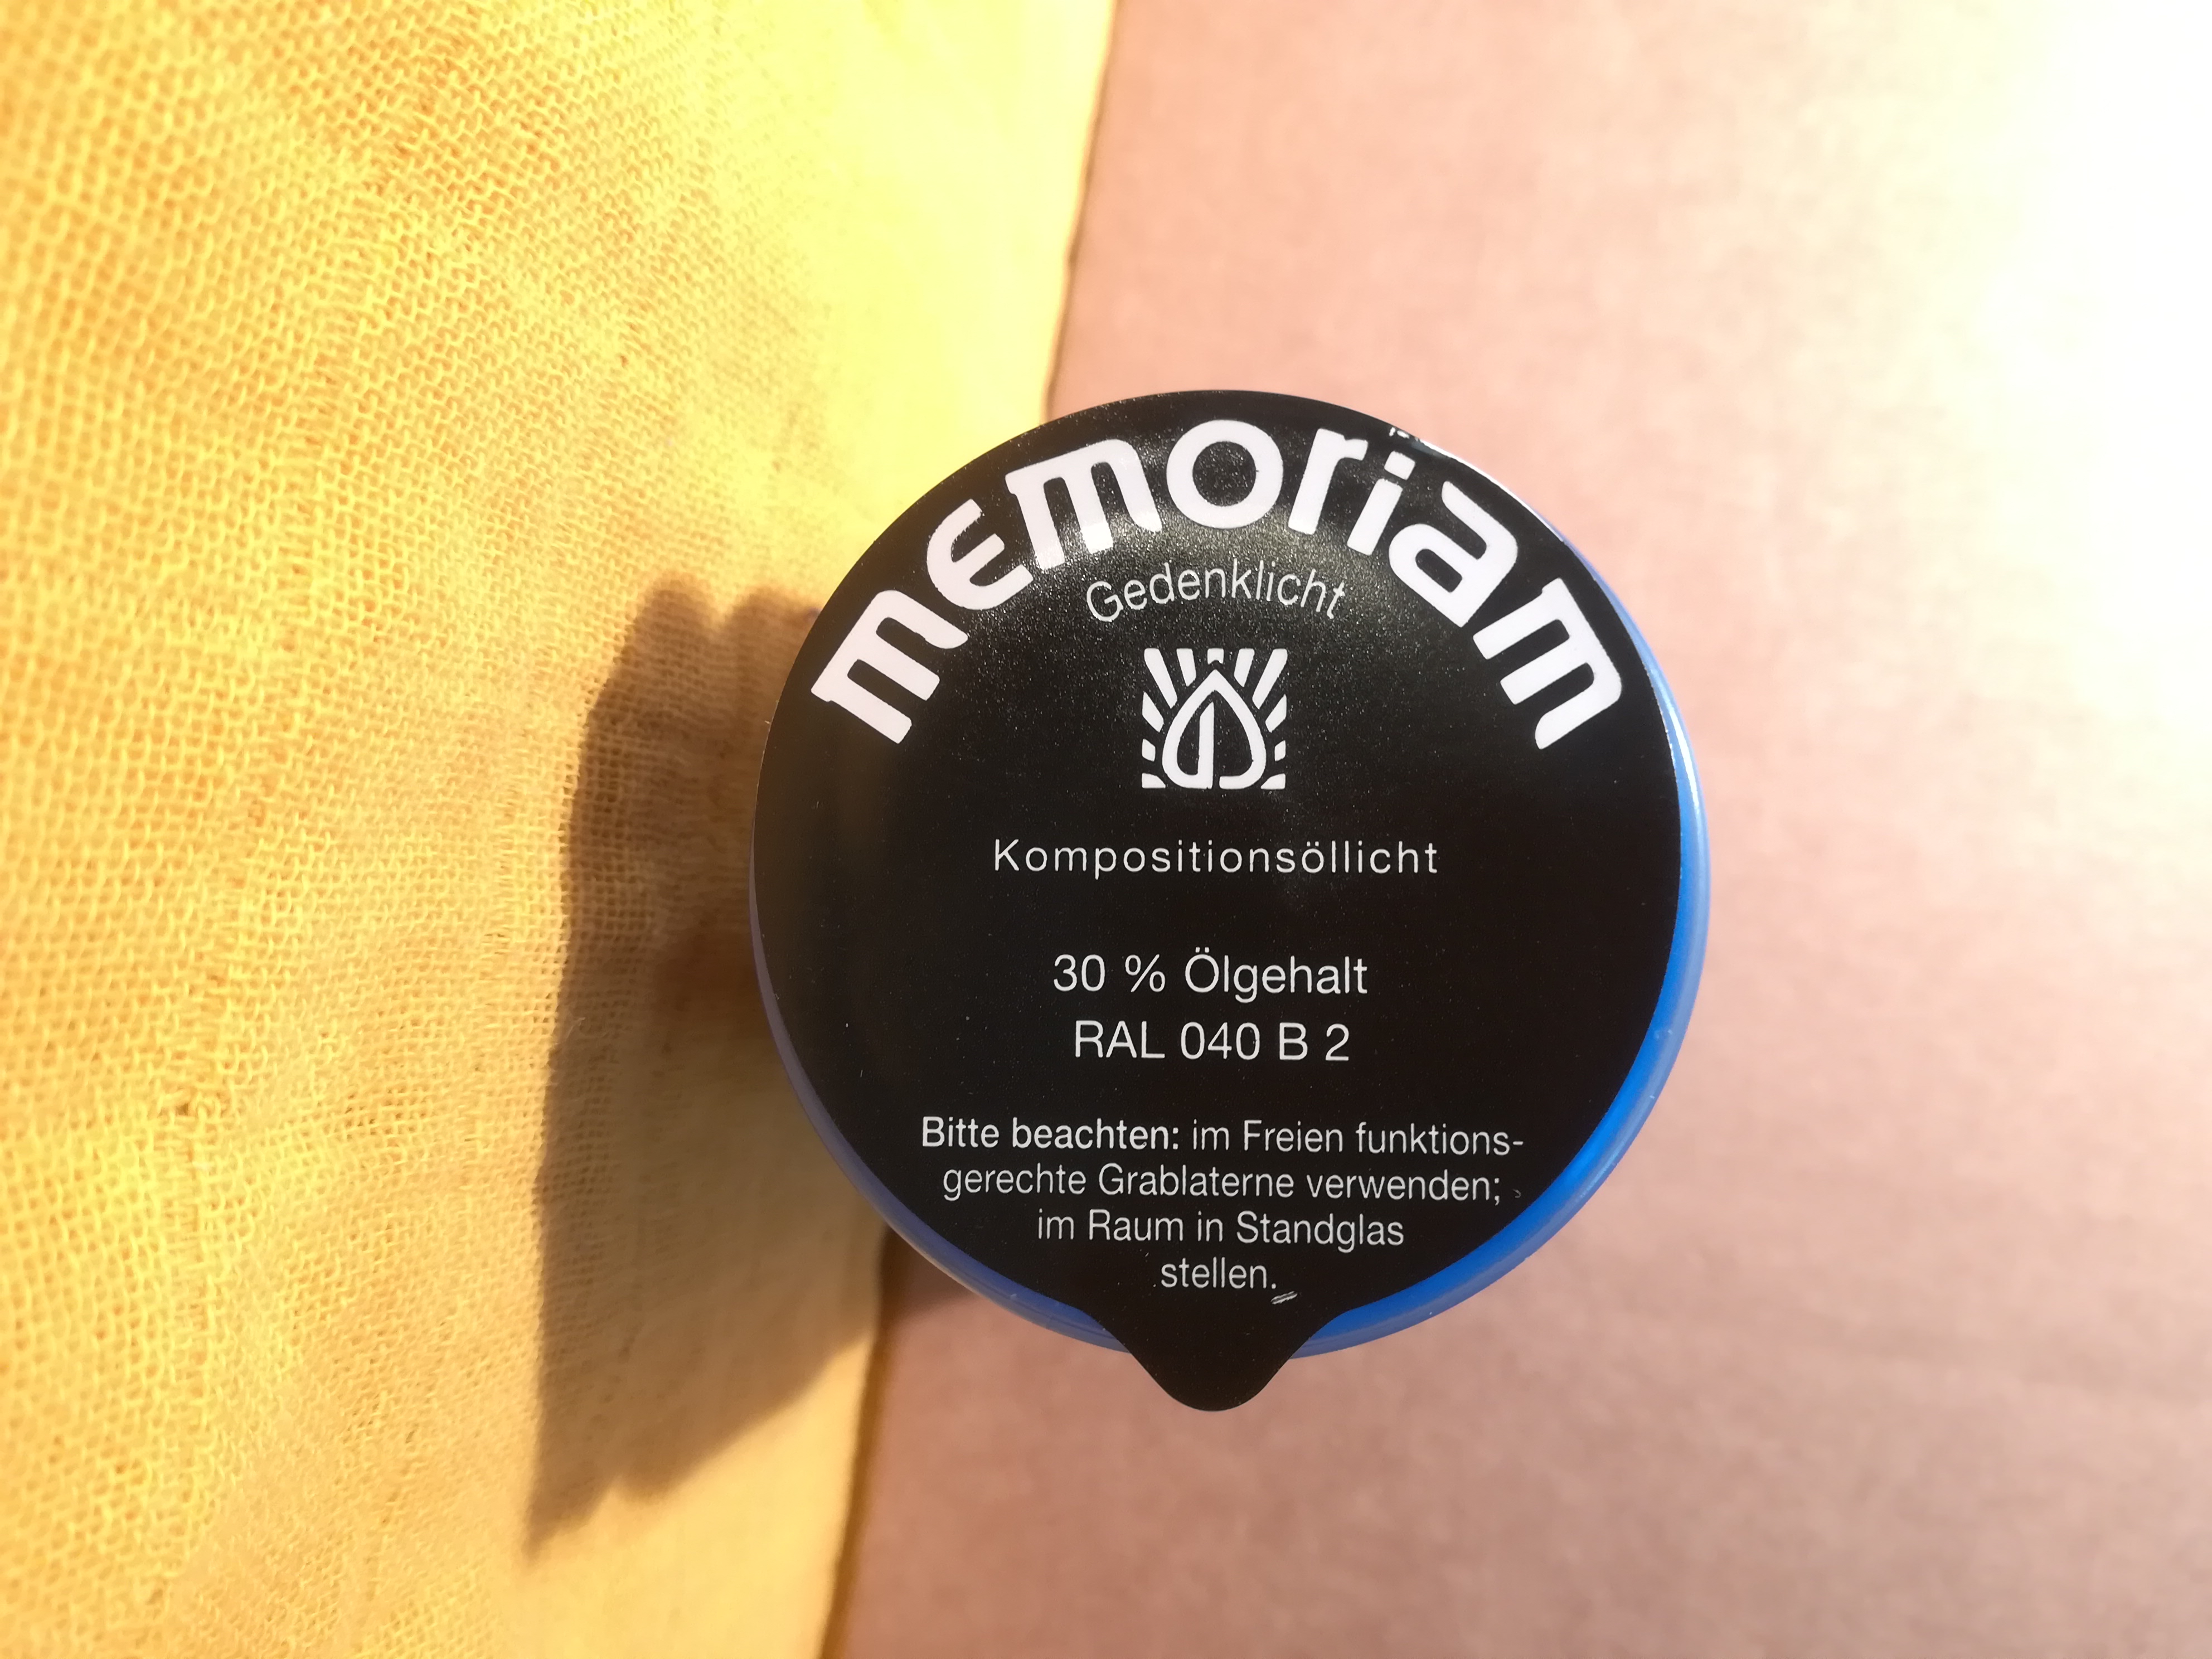 memoriam
Gedenklicht
Kompositionsöllicht
30 % Ölgehalt
RAL 040 B 2
Bitte beachten: im Freien funktions-
gerechte Grablaterne verwenden;
im Raum in Standglas
stellen.